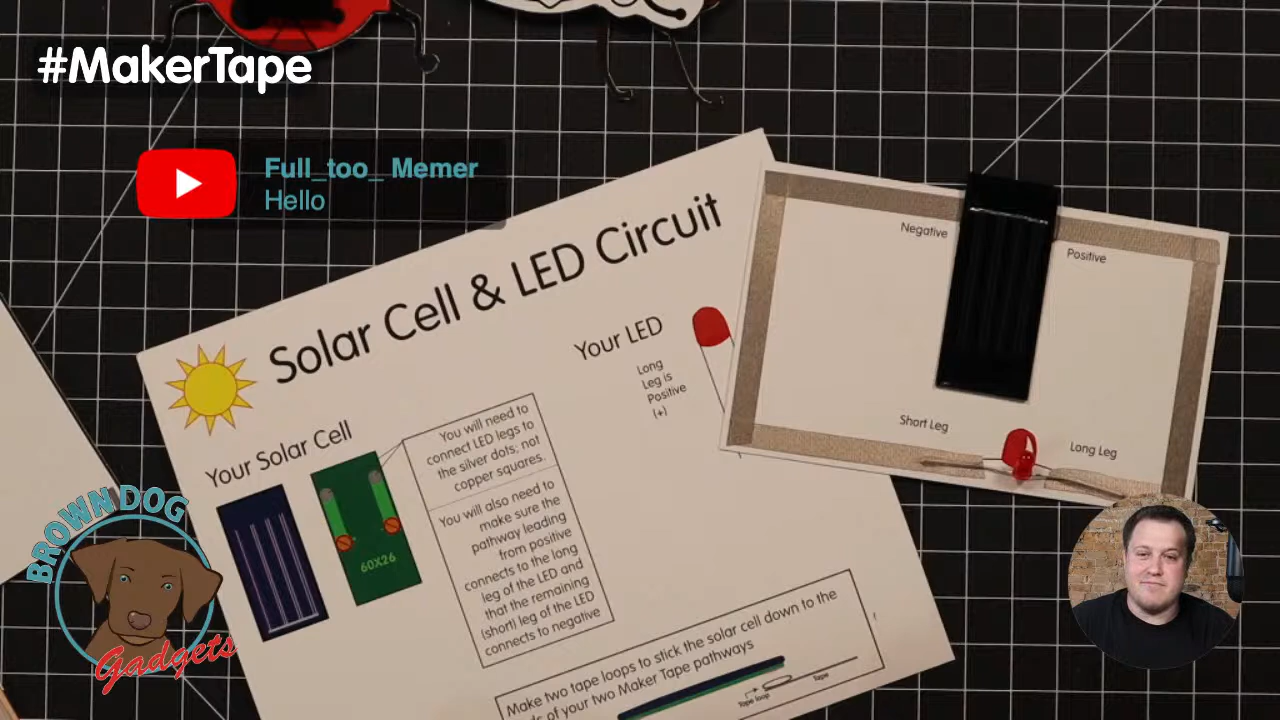 #MakerTape
Full_too_ Memer
Hello
Solar Cell & LED Circuit
Your LED
Long
Leg is
Positive
(+)
Your Solar Cell
You will need to
connect LED legs to
the silver dots; not
copper squares.
You will also need to
make sure the
pathway leading
from positive
connects to the long
leg of the LED and
that the remaining
(short) leg of the LED
connects to negative
60X26
Make two tape loops to stick the solar cell down to the
of your two Maker Tape pathways
Tape loop
Tape
Negative
Positive
Short Leg
Long Leg
BROWN DOG
Gadgets